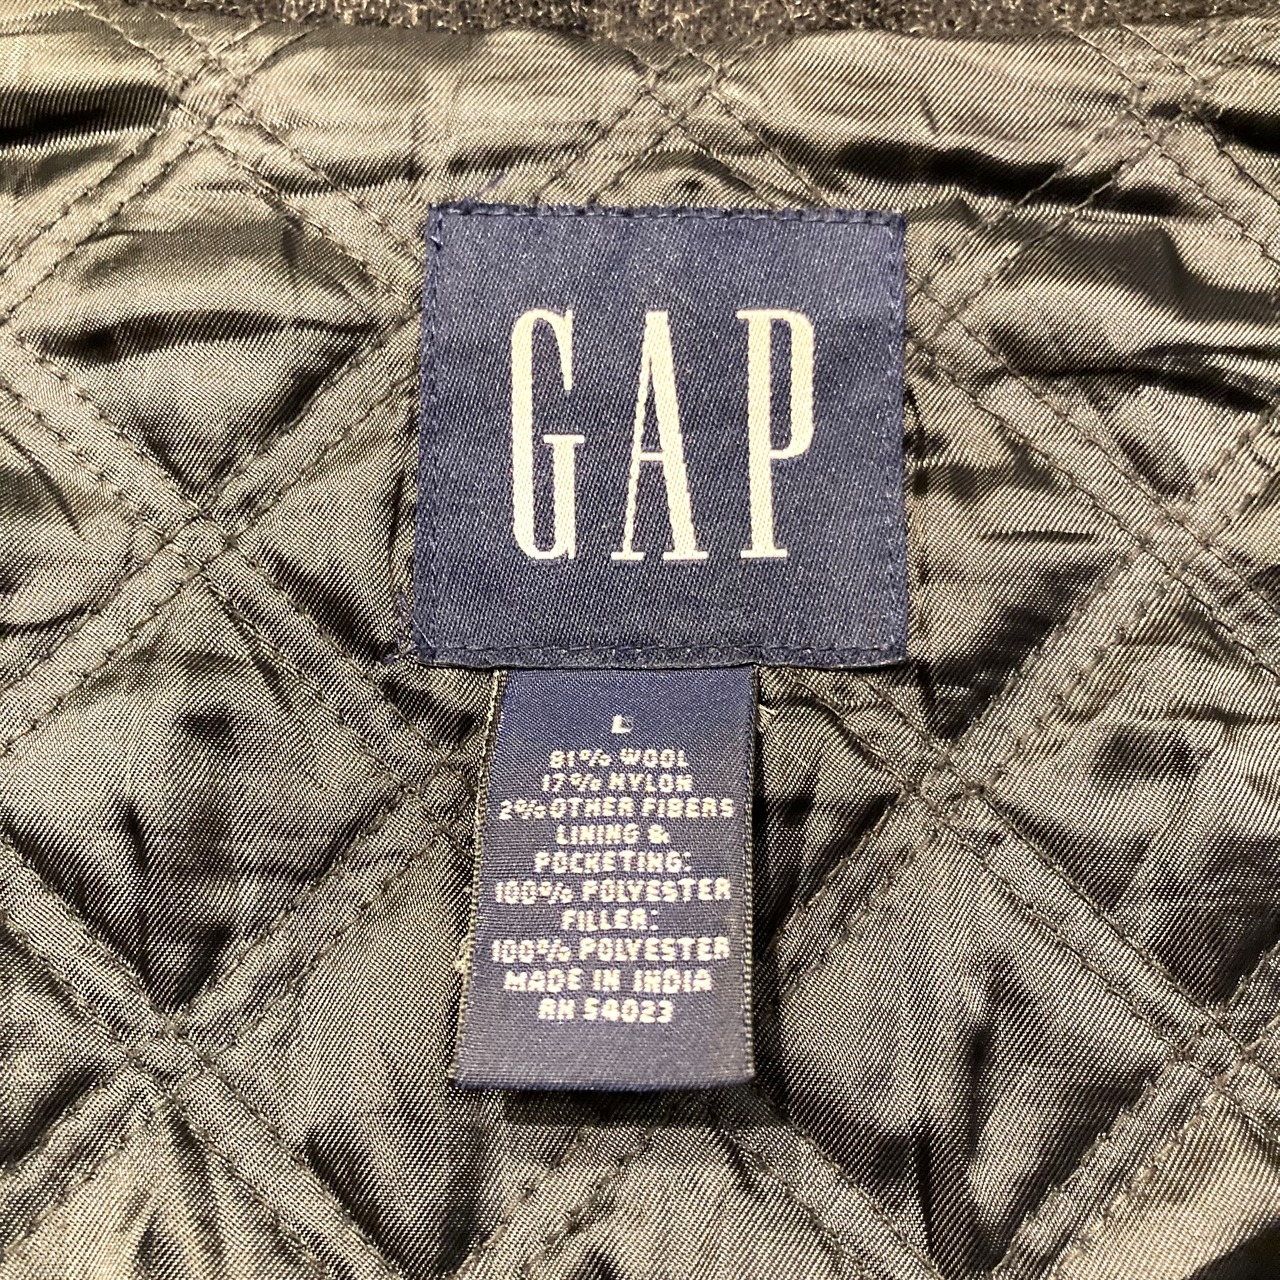 GAP
L
81% WOOL
17% NYLON
2% OTHER FIBERS
LINING &
POCKETING:
100% POLYESTER
FILLER:
100% POLYESTER
MADE IN INDIA
RN 54023